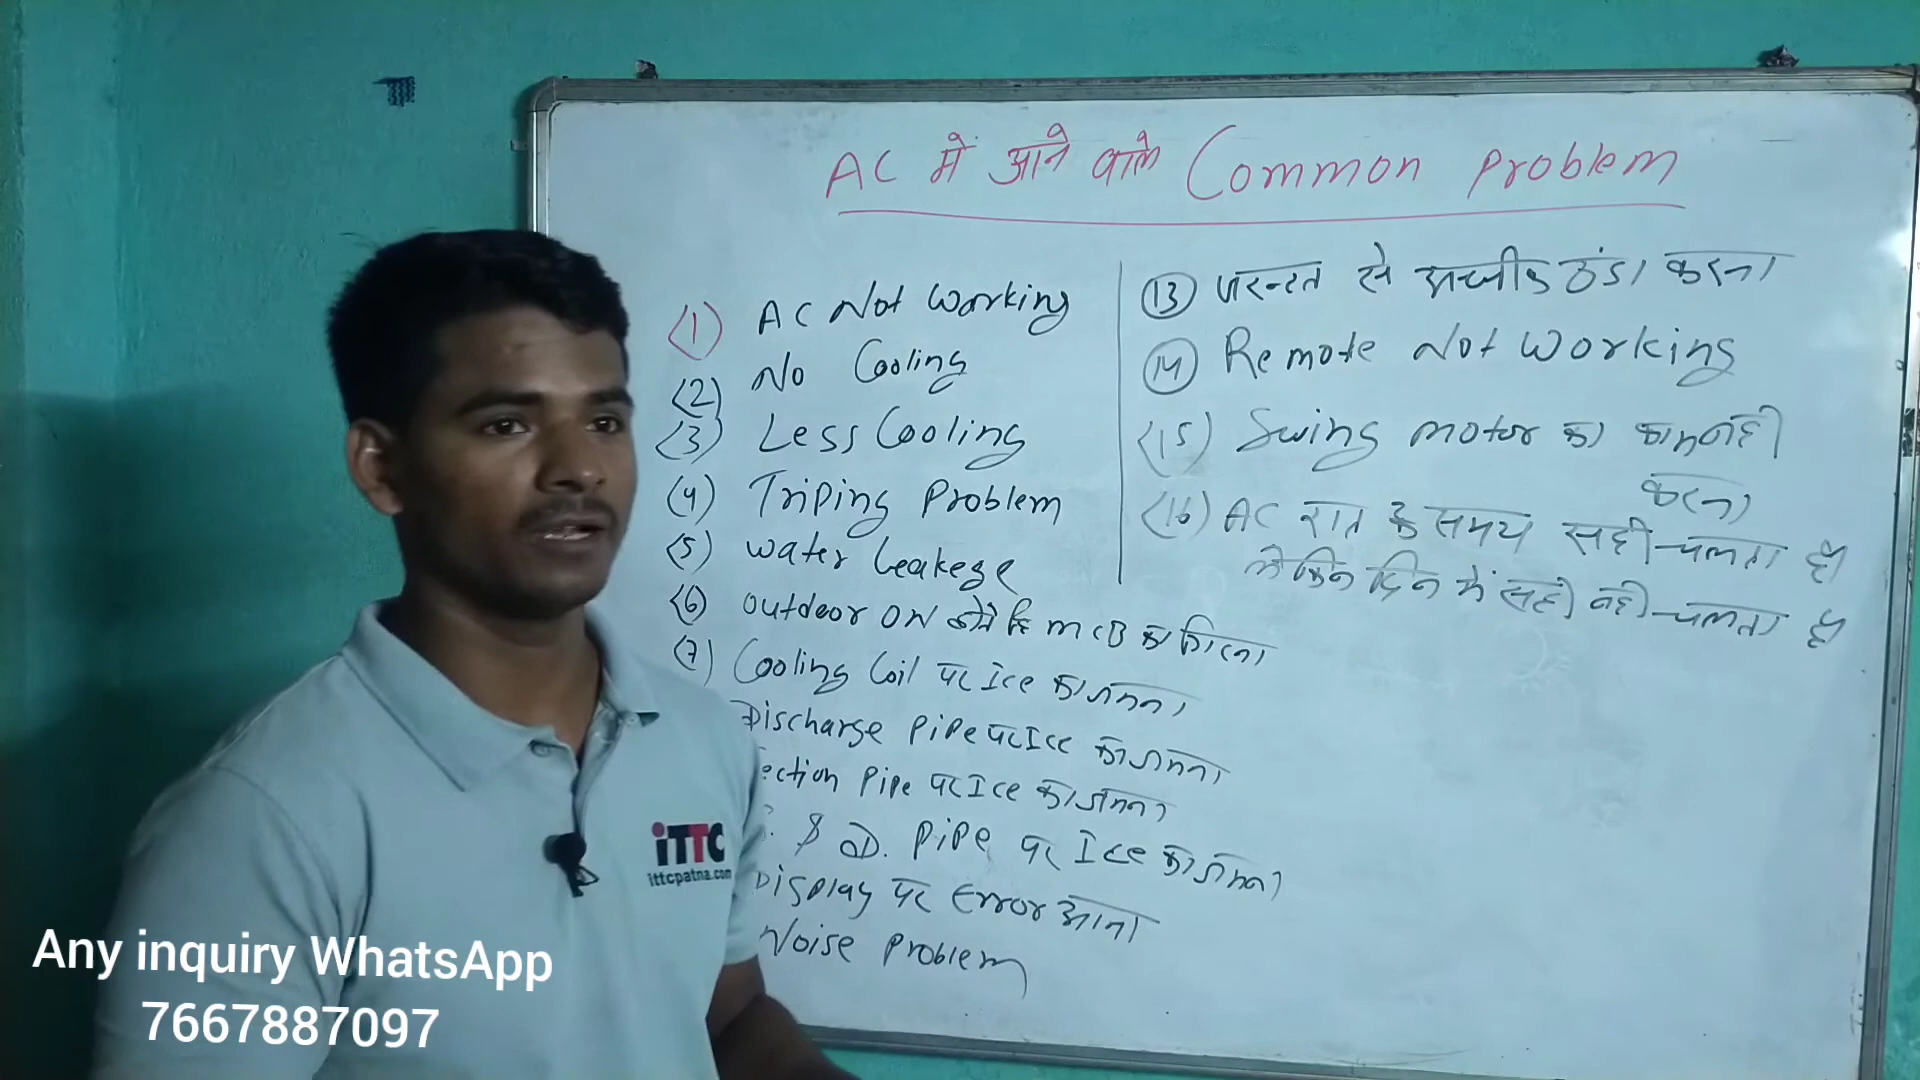 AC में आने वाले Common Problem
(1) AC Not Working
(2) No Cooling
(3) Less Cooling
(4) Triping Problem
(5) Water Leakege
(6) Outdoor ON होते हि MCB का गिरना
(7) Cooling Coil पर Ice का जमना
Discharge Pipe पर Ice का जमना
ection Pipe पर Ice का जमना
S. & D. Pipe पर Ice का जमना
Display पर Error आना
Noise Problem
(13) जरूरत से अधीक ठंडा करना
(14) Remote Not Working
(15) Swing motor का काम नही
करना
(16) AC रात के समय सही चलता है
लेकिन दिन में सही नही चलता है
iTTC
ittcpatna.com
Any inquiry WhatsApp
7667887097